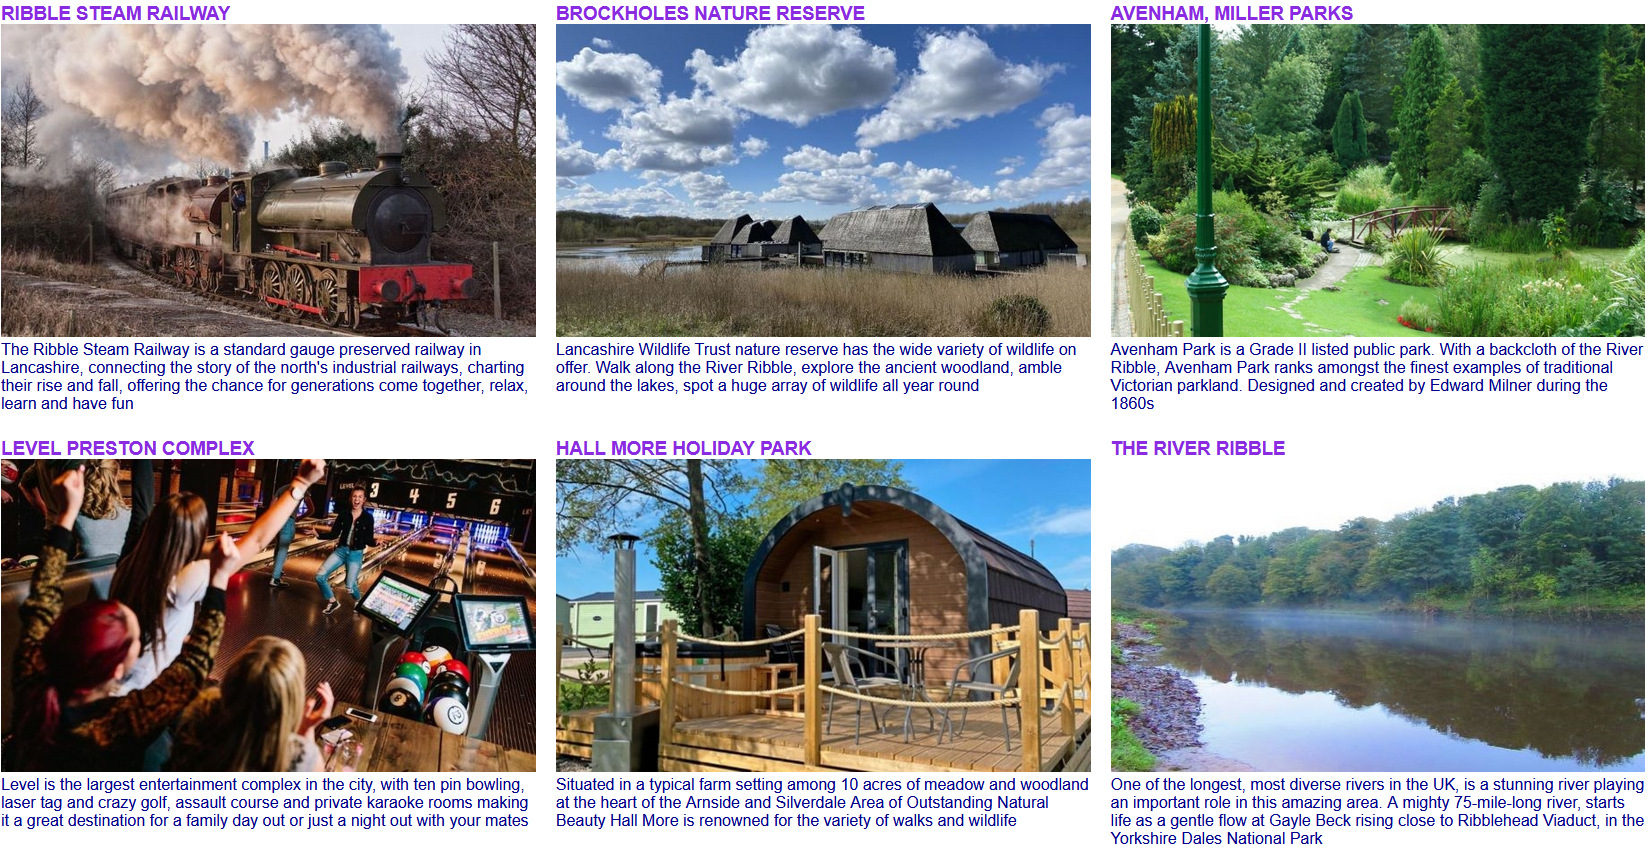 RIBBLE STEAM RAILWAY
The Ribble Steam Railway is a standard gauge preserved railway in
Lancashire, connecting the story of the north's industrial railways, charting
their rise and fall, offering the chance for generations come together, relax,
learn and have fun
BROCKHOLES NATURE RESERVE
Lancashire Wildlife Trust nature reserve has the wide variety of wildlife on
offer. Walk along the River Ribble, explore the ancient woodland, amble
around the lakes, spot a huge array of wildlife all year round
AVENHAM, MILLER PARKS
Avenham Park is a Grade II listed public park. With a backcloth of the River
Ribble, Avenham Park ranks amongst the finest examples of traditional
Victorian parkland. Designed and created by Edward Milner during the
1860s
LEVEL PRESTON COMPLEX
LEVEL
3 4 5 6
Level is the largest entertainment complex in the city, with ten pin bowling,
laser tag and crazy golf, assault course and private karaoke rooms making
it a great destination for a family day out or just a night out with your mates
HALL MORE HOLIDAY PARK
Situated in a typical farm setting among 10 acres of meadow and woodland
at the heart of the Arnside and Silverdale Area of Outstanding Natural
Beauty Hall More is renowned for the variety of walks and wildlife
THE RIVER RIBBLE
One of the longest, most diverse rivers in the UK, is a stunning river playing
an important role in this amazing area. A mighty 75-mile-long river, starts
life as a gentle flow at Gayle Beck rising close to Ribblehead Viaduct, in the
Yorkshire Dales National Park